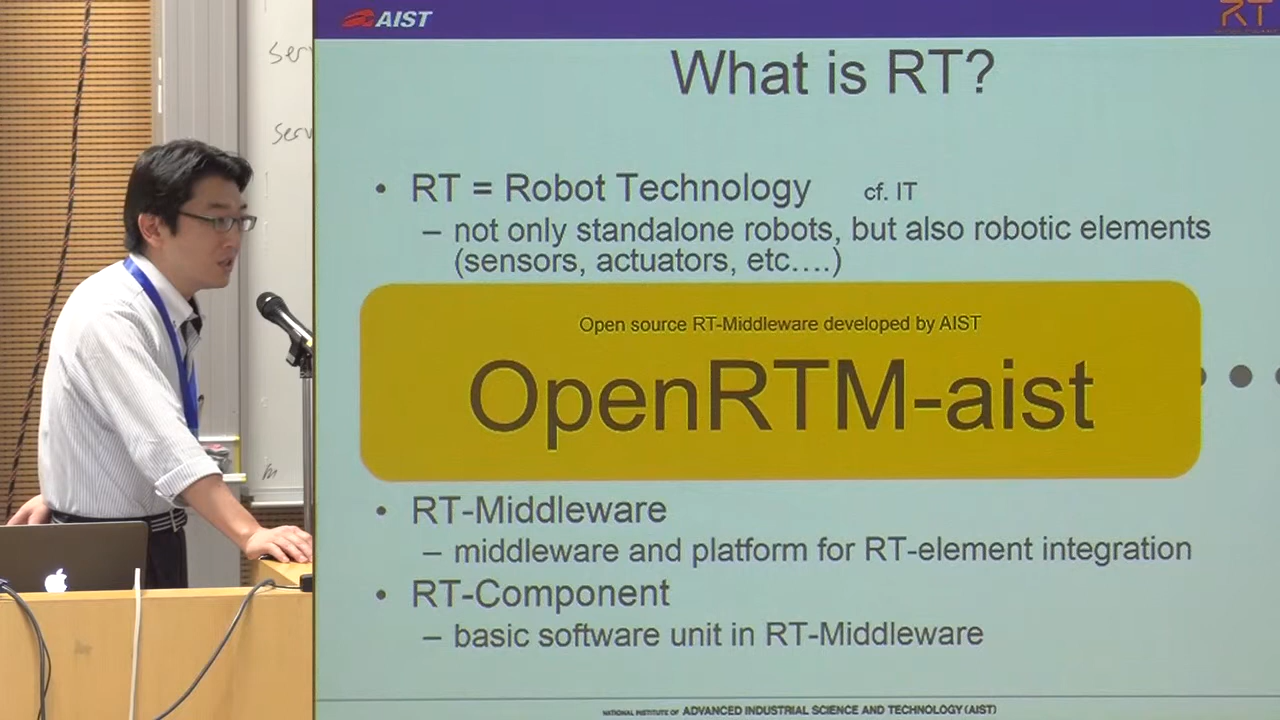 AIST
RT
What is RT?
• RT = Robot Technology cf. IT
– not only standalone robots, but also robotic elements
(sensors, actuators, etc....)
Open source RT-Middleware developed by AIST
OpenRTM-aist
• RT-Middleware
– middleware and platform for RT-element integration
• RT-Component
– basic software unit in RT-Middleware
NATIONAL INSTITUTE OF ADVANCED INDUSTRIAL SCIENCE AND TECHNOLOGY (AIST)
serv